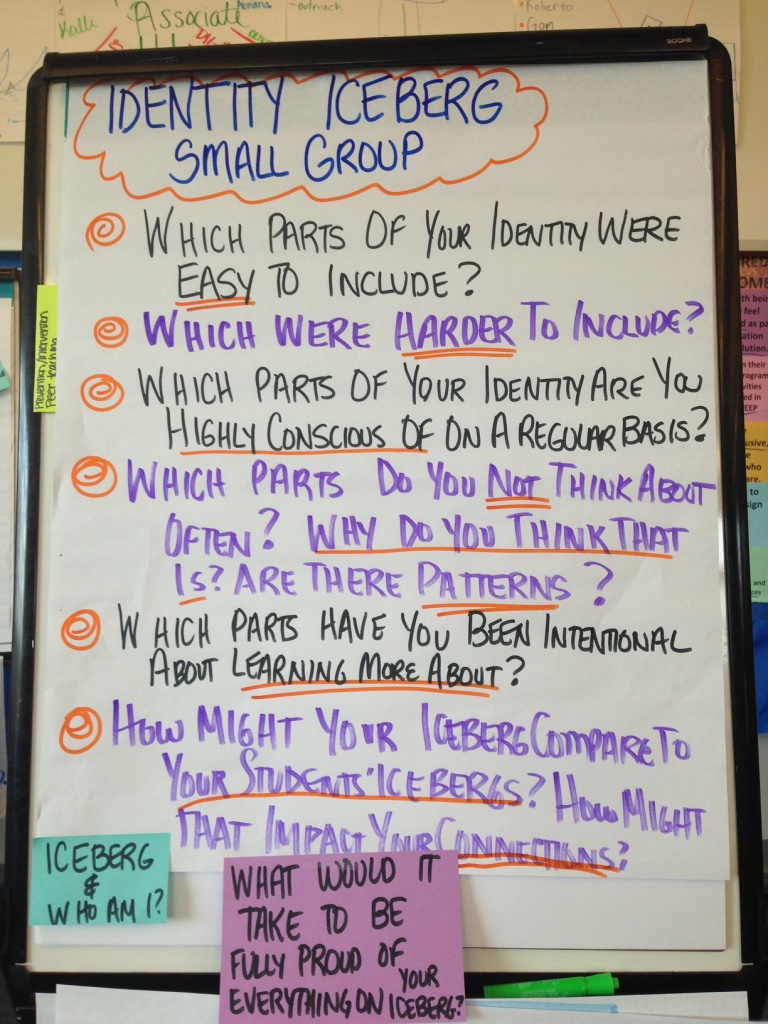 Kalli
Associate
outreach
Roberto
Gon
BOONE
IDENTITY ICEBERG
SMALL GROUP
WHICH PARTS OF YOUR IDENTITY WERE
EASY TO INCLUDE?
WHICH WERE HARDER TO INCLUDE?
WHICH PARTS OF YOUR IDENTITY ARE YOU
HIGHLY CONSCIOUS OF ON A REGULAR BASIS?
WHICH PARTS DO YOU NOT THINK ABOUT
OFTEN? WHY DO YOU THINK THAT
IS? ARE THERE PATTERNS?
WHICH PARTS HAVE YOU BEEN INTENTIONAL
ABOUT LEARNING MORE ABOUT?
HOW MIGHT YOUR ICEBERG COMPARE TO
YOUR STUDENTS' ICEBERGS? HOW MIGHT
THAT IMPACT YOUR CONNECTIONS?
Prevention/Intervention
Peer teaching
ICEBERG
&
WHO AM I?
WHAT WOULD IT
TAKE TO BE
FULLY PROUD OF
EVERYTHING ON YOUR ICEBERG?